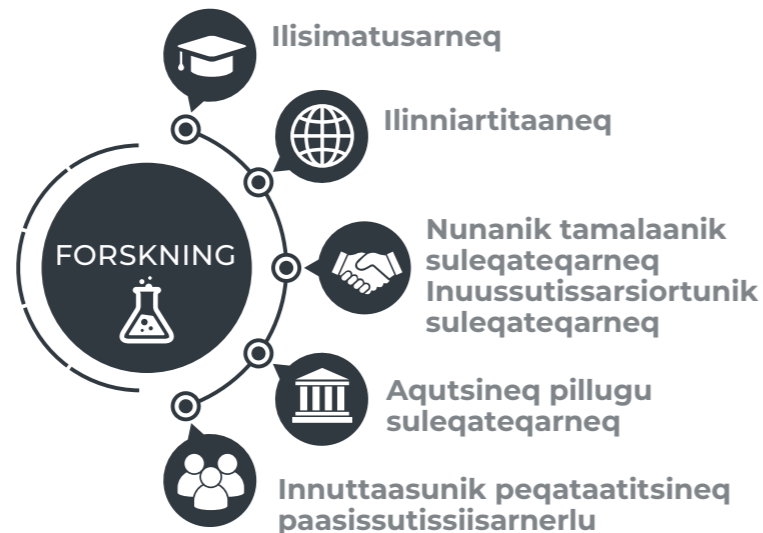 Ilisimatusarneq
Ilinniartitaaneq
FORSKNING
Nunanik tamalaanik
suleqateqarneq
Inuussutissarsiortunik
suleqateqarneq
Aqutsineq pillugu
suleqateqarneq
Innuttaasunik peqataatitsineq
paasissutissiisarnerlu